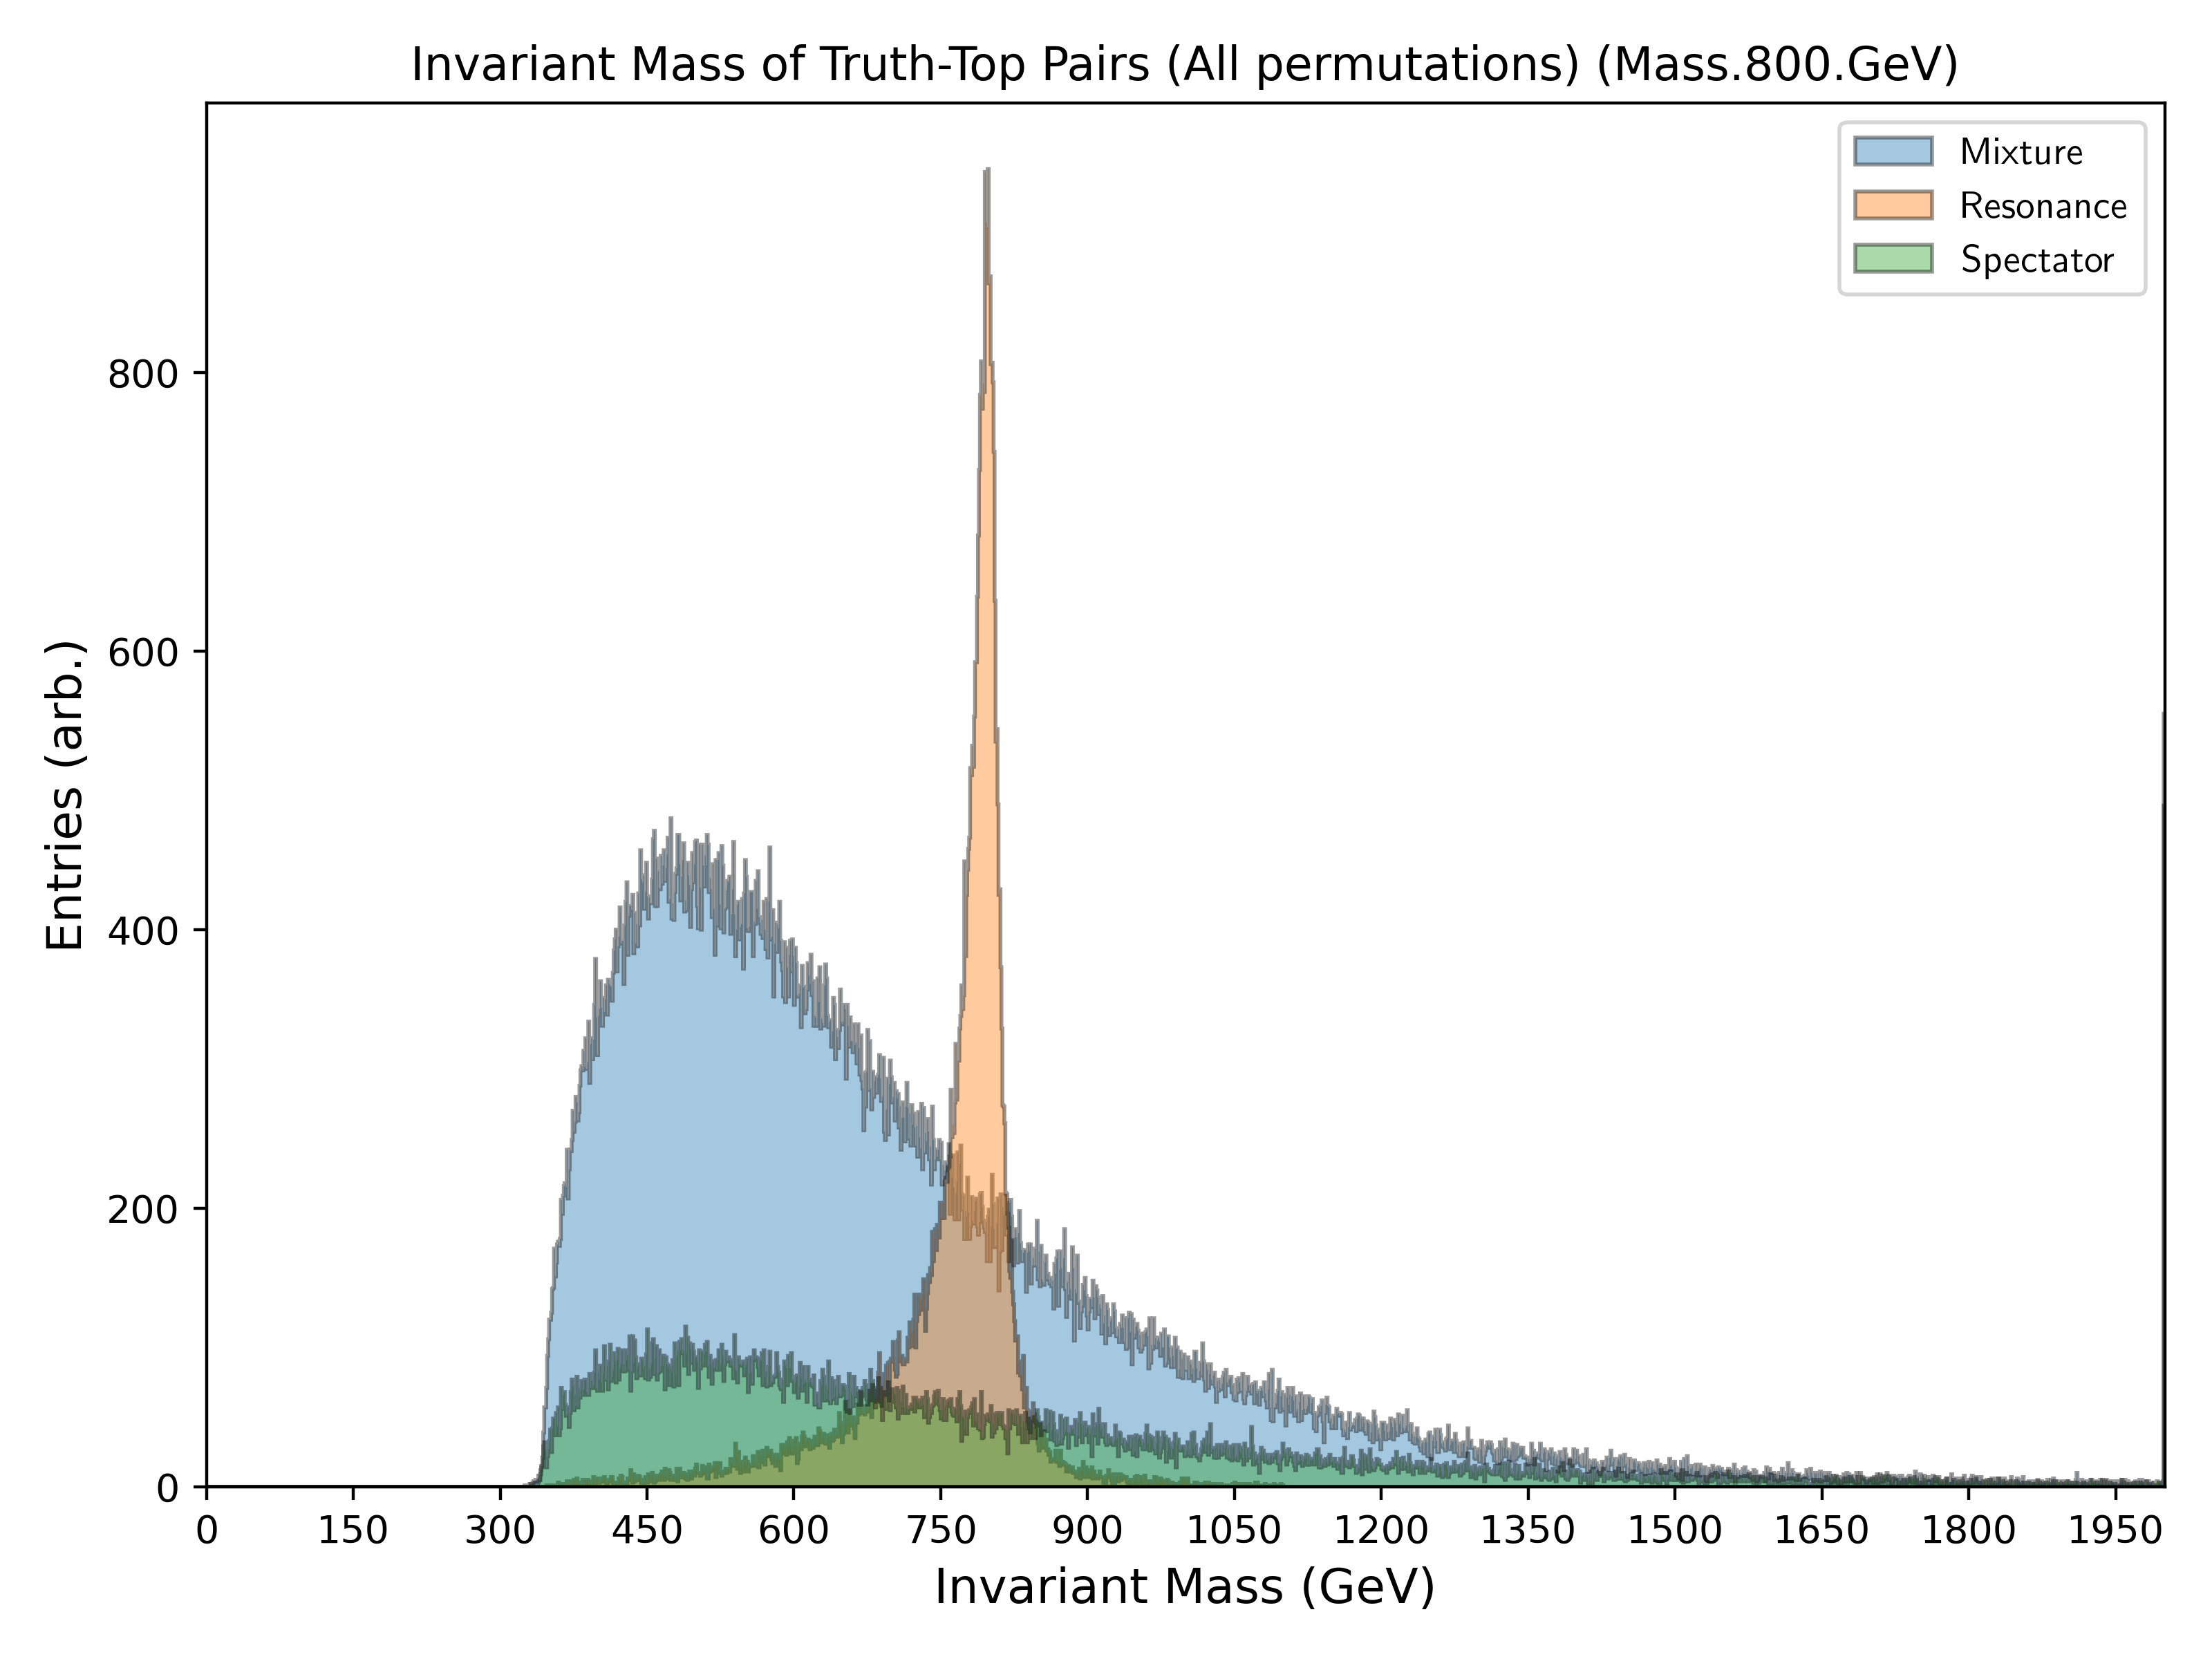 Invariant Mass of Truth-Top Pairs (All permutations) (Mass.800.GeV)
Mixture
Resonance
Spectator
Entries (arb.)
800
600
400
200
0
0 150 300 450 600 750 900 1050 1200 1350 1500 1650 1800 1950
Invariant Mass (GeV)